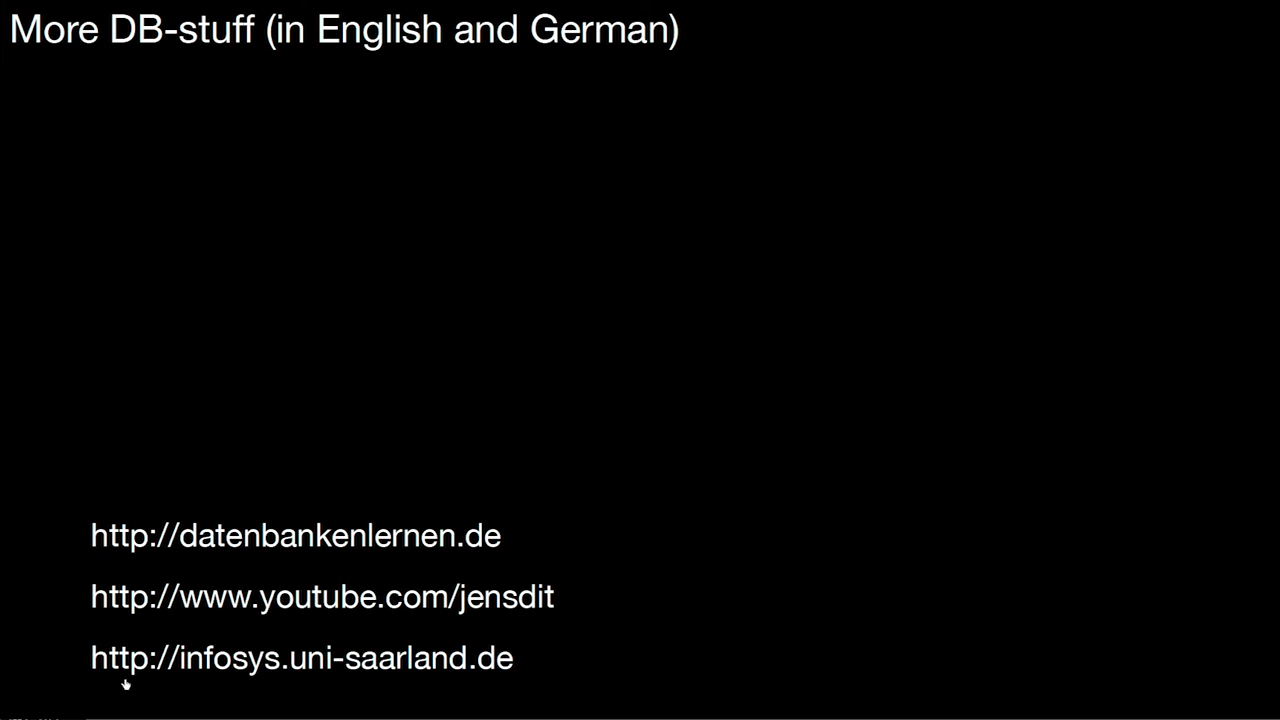 More DB-stuff (in English and German)
http://datenbankenlernen.de
http://www.youtube.com/jensdit
http://infosys.uni-saarland.de